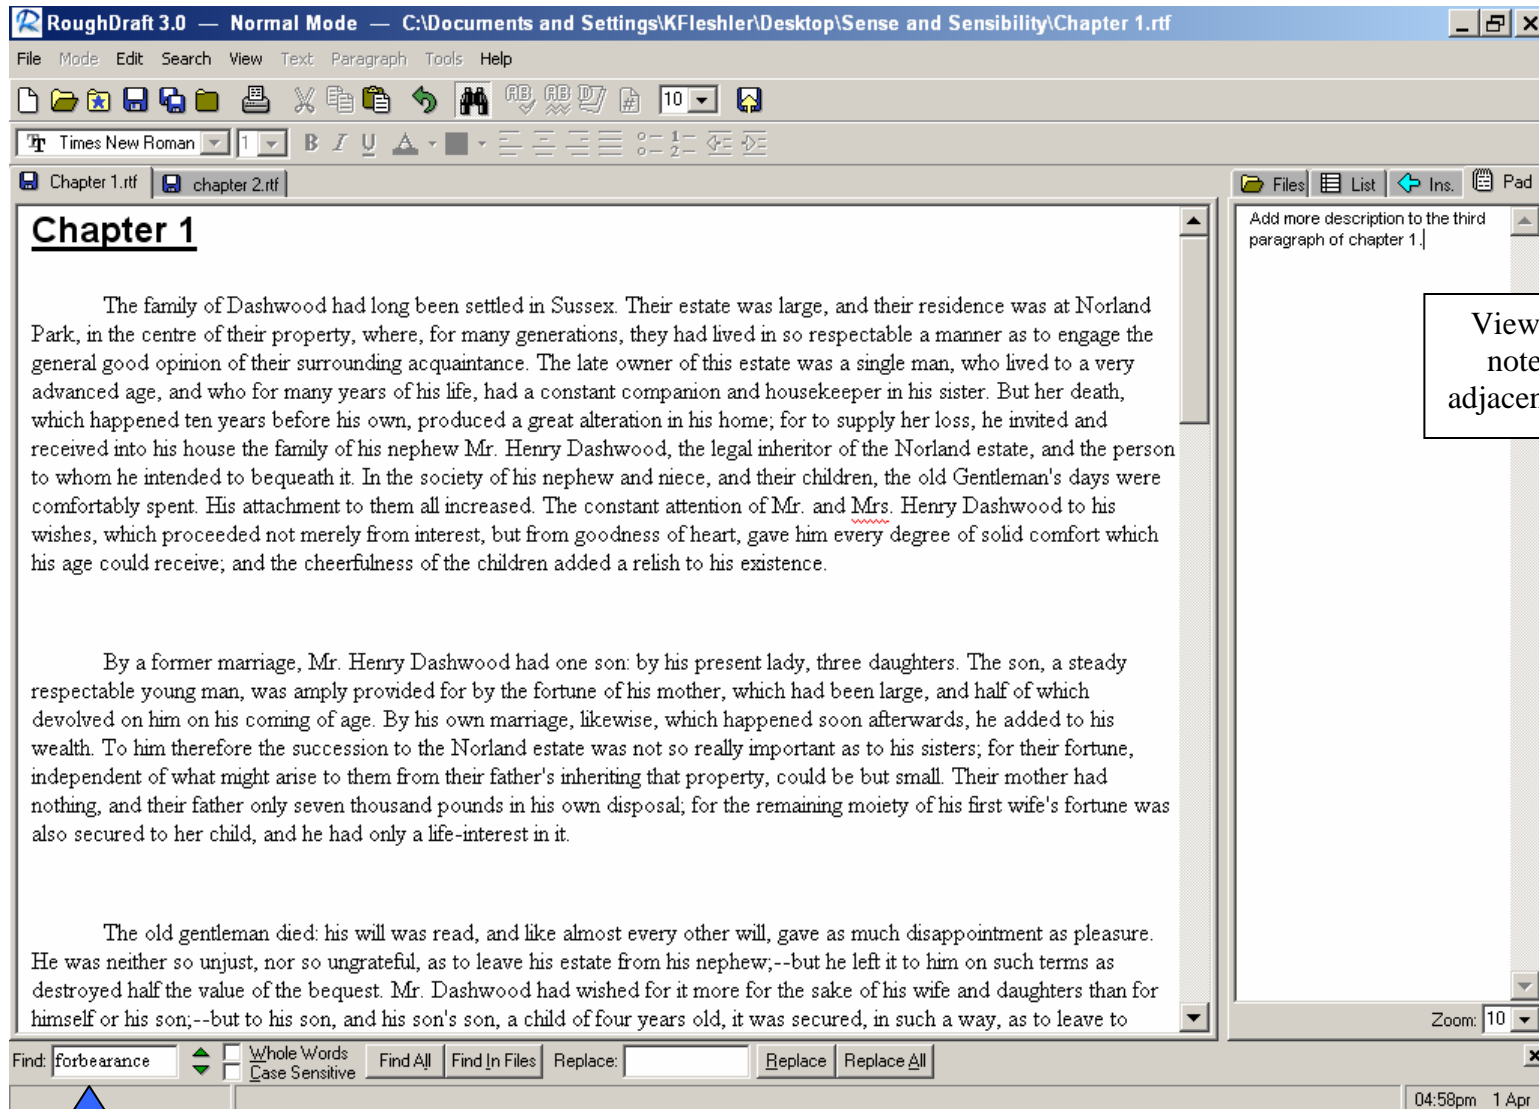 RoughDraft 3.0 — Normal Mode — C:\Documents and Settings\KFleshler\Desktop\Sense and Sensibility\Chapter 1.rtf
File Mode Edit Search View Text Paragraph Tools Help
10
Times New Roman 1 B I U
Chapter 1.rtf chapter 2.rtf
Chapter 1
The family of Dashwood had long been settled in Sussex. Their estate was large, and their residence was at Norland
Park, in the centre of their property, where, for many generations, they had lived in so respectable a manner as to engage the
general good opinion of their surrounding acquaintance. The late owner of this estate was a single man, who lived to a very
advanced age, and who for many years of his life, had a constant companion and housekeeper in his sister. But her death,
which happened ten years before his own, produced a great alteration in his home; for to supply her loss, he invited and
received into his house the family of his nephew Mr. Henry Dashwood, the legal inheritor of the Norland estate, and the person
to whom he intended to bequeath it. In the society of his nephew and niece, and their children, the old Gentleman's days were
comfortably spent. His attachment to them all increased. The constant attention of Mr. and Mrs. Henry Dashwood to his
wishes, which proceeded not merely from interest, but from goodness of heart, gave him every degree of solid comfort which
his age could receive; and the cheerfulness of the children added a relish to his existence.
By a former marriage, Mr. Henry Dashwood had one son: by his present lady, three daughters. The son, a steady
respectable young man, was amply provided for by the fortune of his mother, which had been large, and half of which
devolved on him on his coming of age. By his own marriage, likewise, which happened soon afterwards, he added to his
wealth. To him therefore the succession to the Norland estate was not so really important as to his sisters; for their fortune,
independent of what might arise to them from their father's inheriting that property, could be but small. Their mother had
nothing, and their father only seven thousand pounds in his own disposal; for the remaining moiety of his first wife's fortune was
also secured to her child, and he had only a life-interest in it.
The old gentleman died: his will was read, and like almost every other will, gave as much disappointment as pleasure.
He was neither so unjust, nor so ungrateful, as to leave his estate from his nephew;--but he left it to him on such terms as
destroyed half the value of the bequest. Mr. Dashwood had wished for it more for the sake of his wife and daughters than for
himself or his son;--but to his son, and his son's son, a child of four years old, it was secured, in such a way, as to leave to
Files List Ins. Pad
Add more description to the third
paragraph of chapter 1.
View
note
adjacen
Zoom: 10
Find: forbearance Whole Words Find All Find In Files Replace: Replace Replace All
Case Sensitive
04:58pm 1 Apr